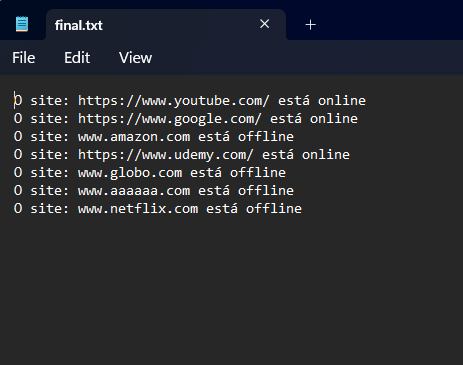 final.txt
File Edit View
O site: https://www.youtube.com/ está online
O site: https://www.google.com/ está online
O site: www.amazon.com está offline
O site: https://www.udemy.com/ está online
O site: www.globo.com está offline
O site: www.aaaaaa.com está offline
O site: www.netflix.com está offline